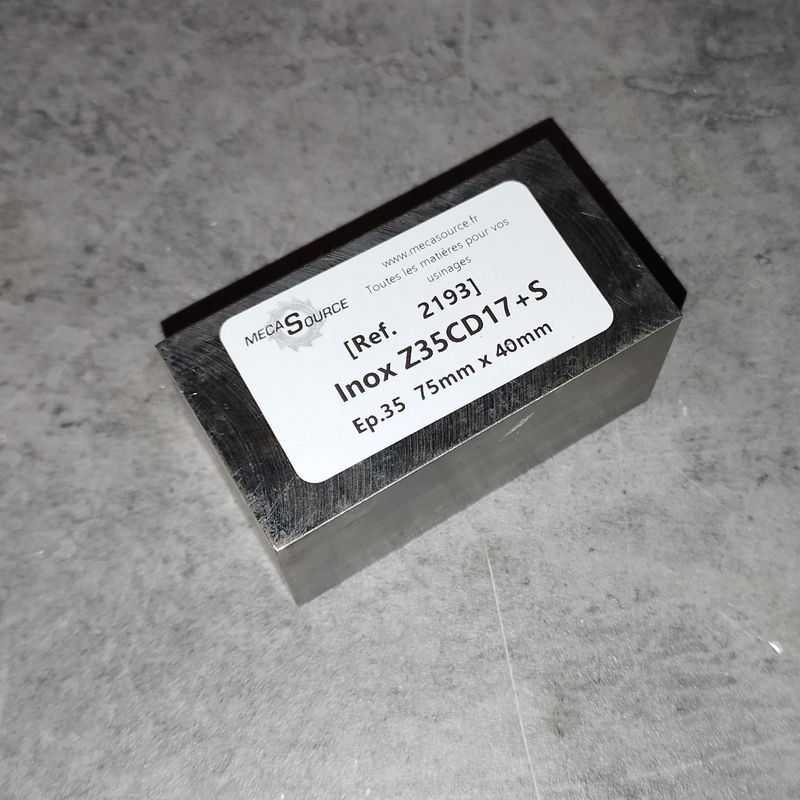 MECASOURCE
www.mecasource.fr
Toutes les matières pour vos
usinages
[Ref. 2193]
Inox Z35CD17+S
Ep.35 75mm x 40mm